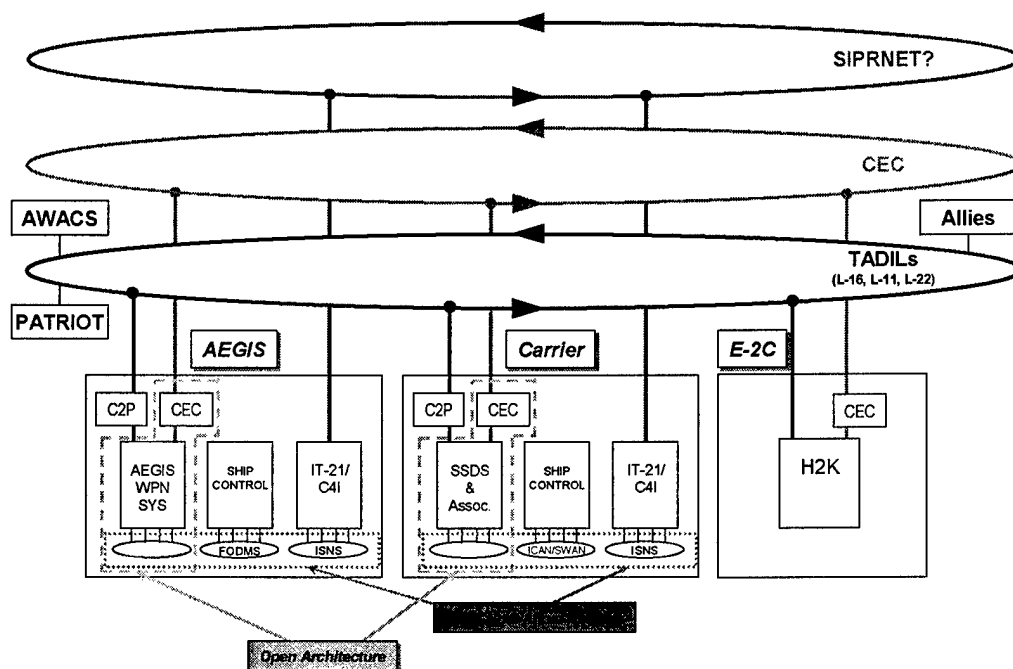 SIPRNET?
CEC
AWACS
Allies
TADILs
(L-16, L-11, L-22)
PATRIOT
AEGIS
Carrier
E-2C
C2P
CEC
C2P
CEC
CEC
AEGIS
WPN
SYS
SHIP
CONTROL
IT-21/
C4I
SSDS
&
Assoc.
SHIP
CONTROL
IT-21/
C4I
H2K
FODMS
ISNS
ICAN/SWAN
ISNS
Open Architecture